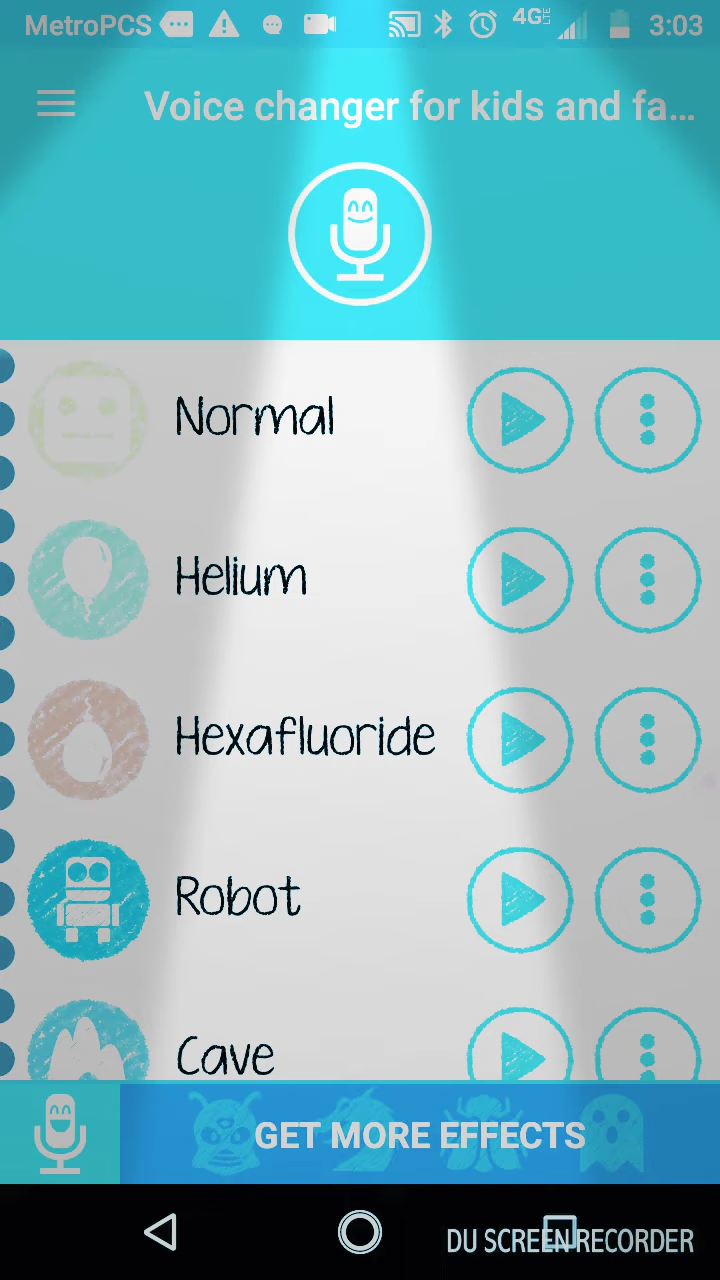 MetroPCS 4G LTE 3:03
Voice changer for kids and fa...
Normal
Helium
Hexafluoride
Robot
Cave
GET MORE EFFECTS
DU SCREEN RECORDER